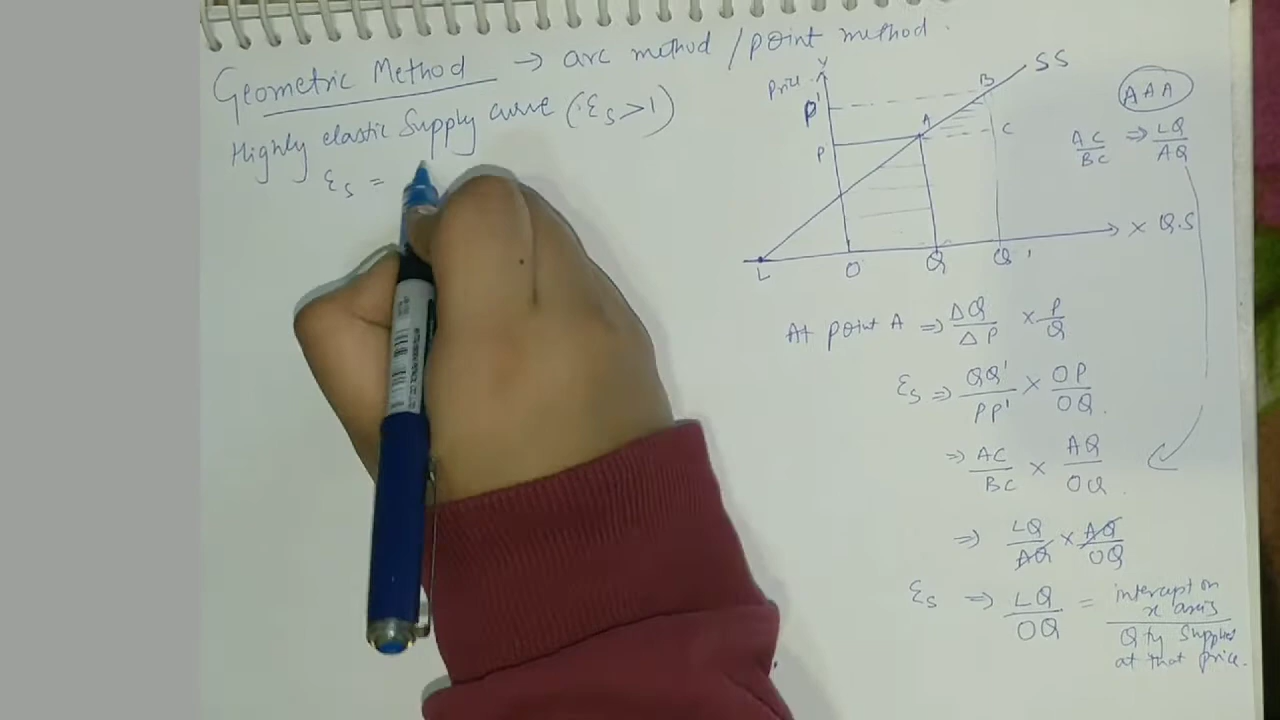 Geometric Method → arc method / point method.
Highly elastic Supply curve (εs > 1)
εs =
Y
Price
P'
P
A
B
SS
C
L
O
Q
Q'
X Q.S
AAA
AC/BC ⇒ LQ/AQ
At point A ⇒ ΔQ/ΔP × P/Q
εs ⇒ QQ'/PP' × OP/OQ.
⇒ AC/BC × AQ/OQ.
⇒ LQ/AQ × AQ/OQ
εs ⇒ LQ/OQ = intercept on
x axis
Qty Supplied
at that price.